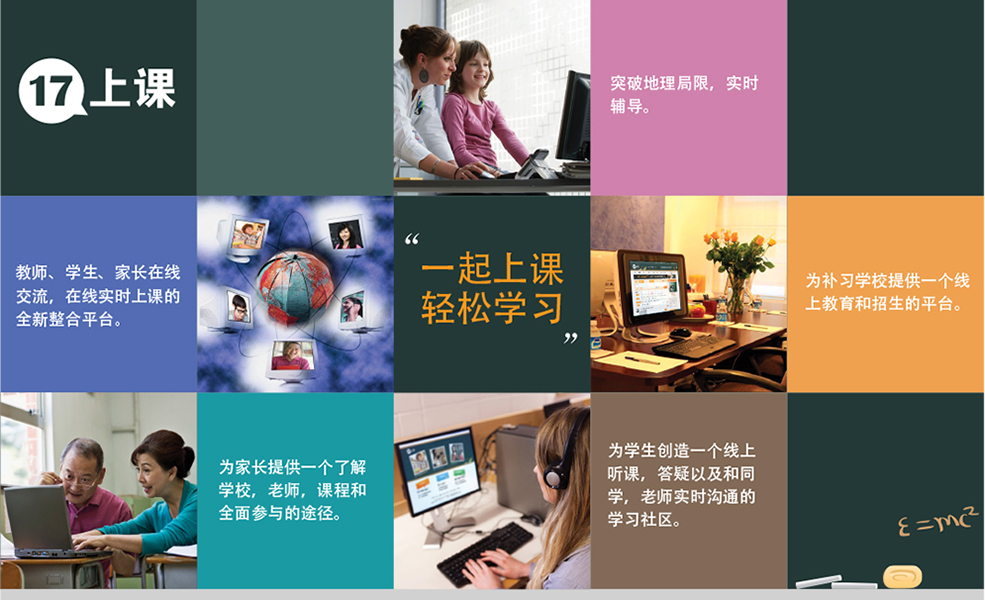 17上课
突破地理局限，实时
辅导。
教师、学生、家长在线
交流，在线实时上课的
全新整合平台。
“一起上课
轻松学习”
为补习学校提供一个线
上教育和招生的平台。
为家长提供一个了解
学校，老师，课程和
全面参与的途径。
为学生创造一个线上
听课，答疑以及和同
学，老师实时沟通的
学习社区。
ε=mc²